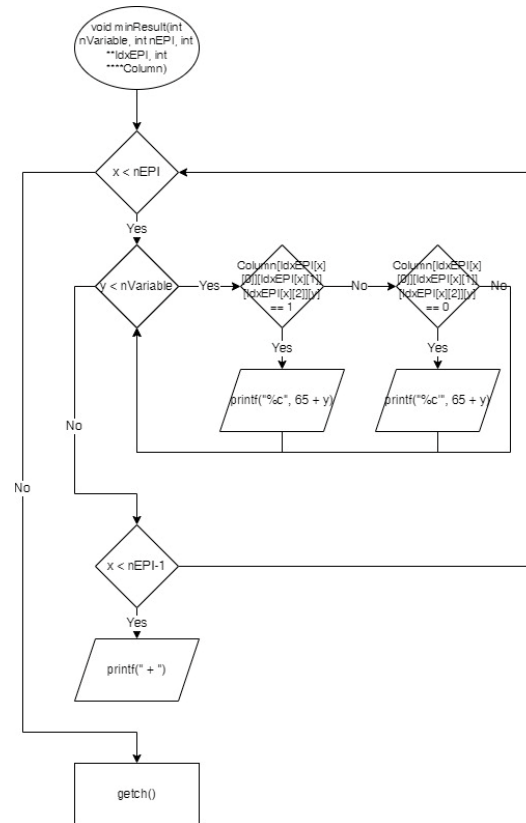 void minResult(int
nVariable, int nEPI, int
**IdxEPI, int
****Column)
x < nEPI
Yes
y < nVariable
Yes
Column[IdxEPI[x]
[0]][IdxEPI[x][1]]
[IdxEPI[x][2]][y]
== 1
No
Column[IdxEPI[x]
[0]][IdxEPI[x][1]]
[IdxEPI[x][2]][y]
== 0
No
Yes
Yes
printf("%c", 65 + y)
printf("%c'", 65 + y)
No
No
x < nEPI-1
Yes
printf(" + ")
getch()